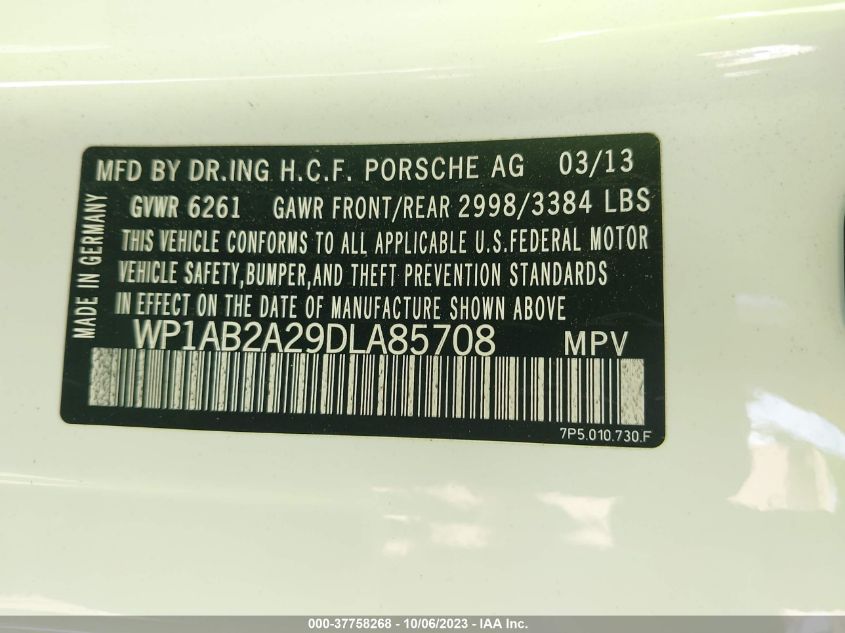 MFD BY DR.ING H.C.F. PORSCHE AG 03/13
GVWR 6261 GAWR FRONT/REAR 2998/3384 LBS
THIS VEHICLE CONFORMS TO ALL APPLICABLE U.S.FEDERAL MOTOR
VEHICLE SAFETY,BUMPER,AND THEFT PREVENTION STANDARDS
IN EFFECT ON THE DATE OF MANUFACTURE SHOWN ABOVE
WP1AB2A29DLA85708 MPV
7P5.010.730.F
MADE IN GERMANY
000-37758268 - 10/06/2023 - IAA Inc.